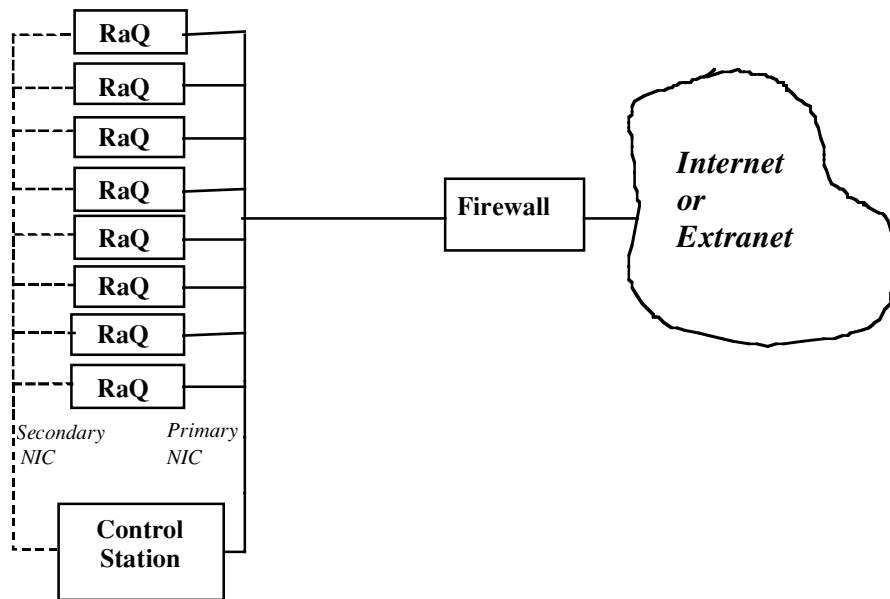 RaQ
RaQ
RaQ
RaQ
RaQ
RaQ
RaQ
RaQ
Secondary
NIC
Primary
NIC
Control
Station
Firewall
Internet
or
Extranet